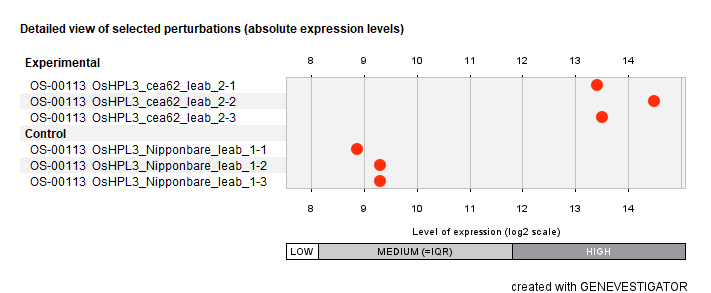 Detailed view of selected perturbations (absolute expression levels)
Experimental 8 9 10 11 12 13 14
OS-00113 OsHPL3_cea62_leab_2-1
OS-00113 OsHPL3_cea62_leab_2-2
OS-00113 OsHPL3_cea62_leab_2-3
Control
OS-00113 OsHPL3_Nipponbare_leab_1-1
OS-00113 OsHPL3_Nipponbare_leab_1-2
OS-00113 OsHPL3_Nipponbare_leab_1-3
8 9 10 11 12 13 14
Level of expression (log2 scale)
LOW MEDIUM (=IQR) HIGH
created with GENEVESTIGATOR